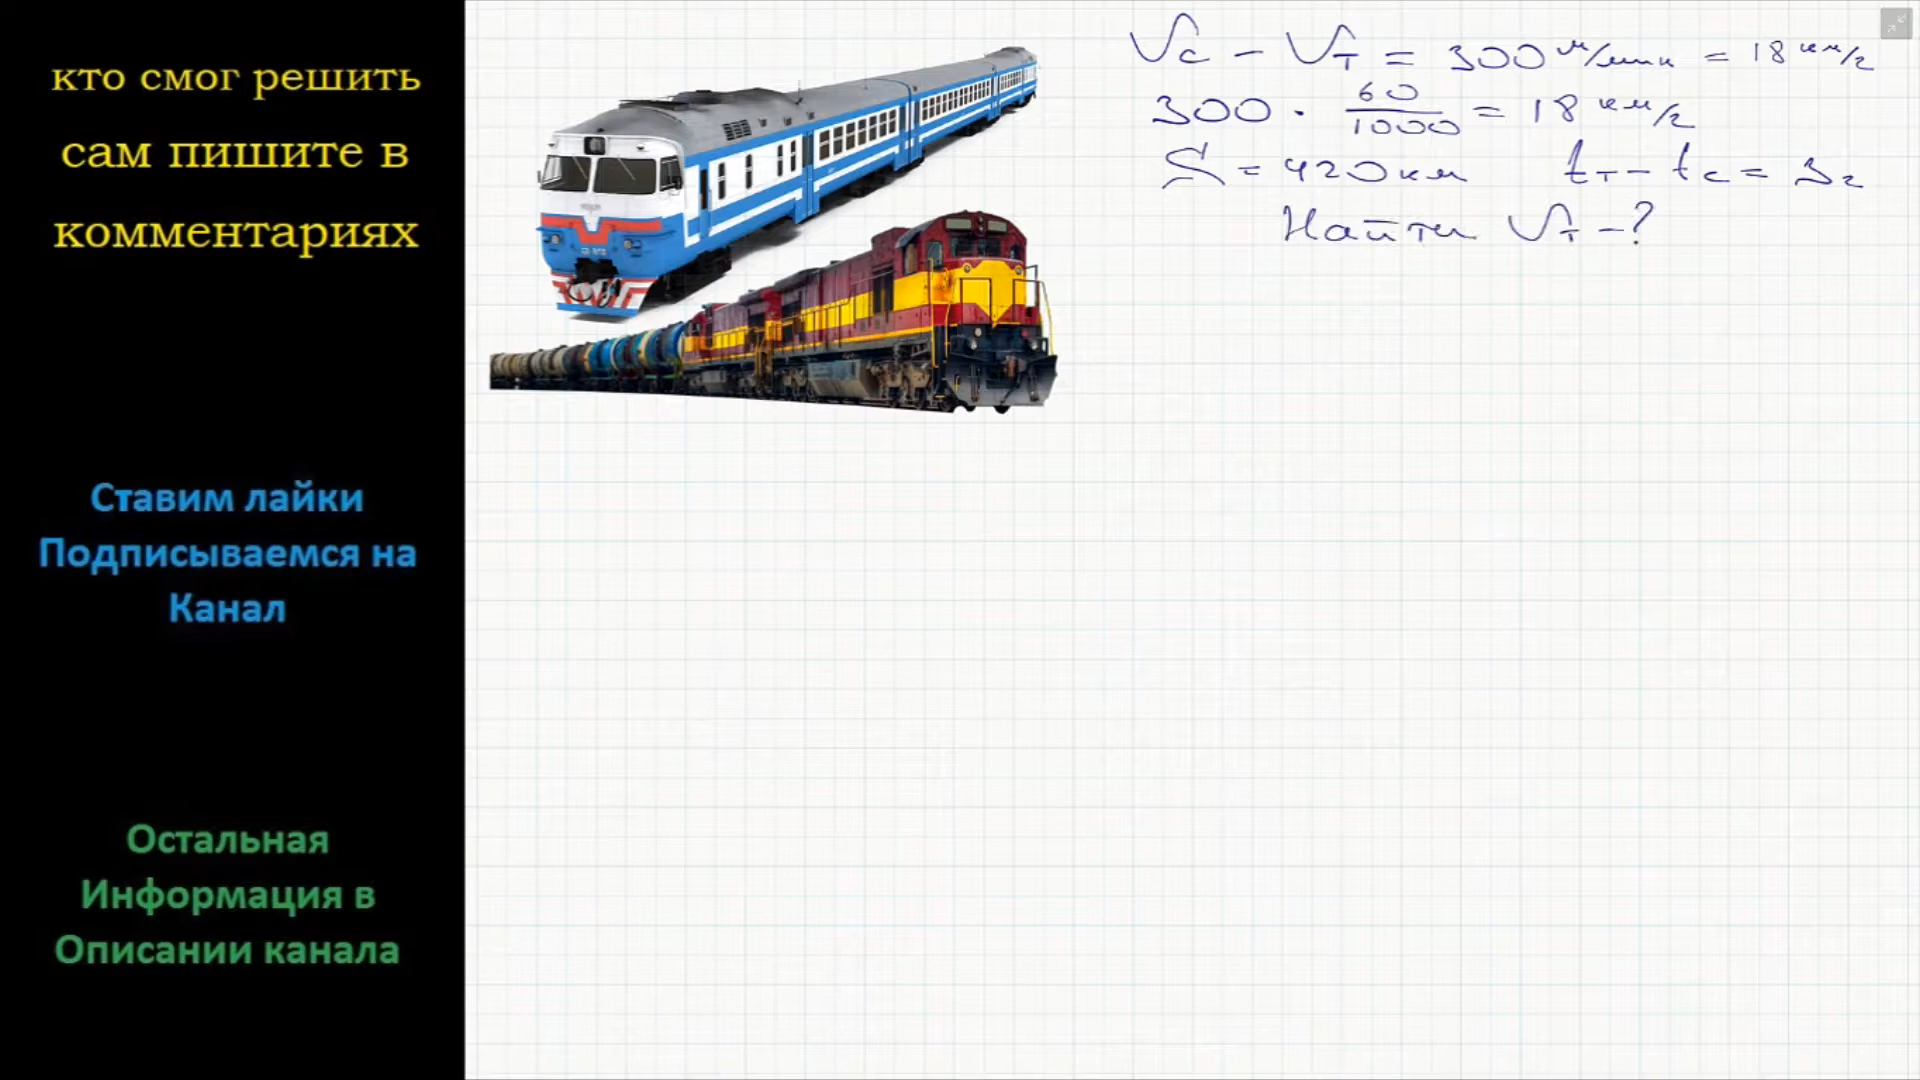 кто смог решить
сам пишите в
комментариях
Ставим лайки
Подписываемся на
Канал
Остальная
Информация в
Описании канала
Vс - Vт = 300 м/мин = 18 км/ч
300 · 60/1000 = 18 км/ч
S = 420 км tт - tс = 3ч
Найти Vт - ?